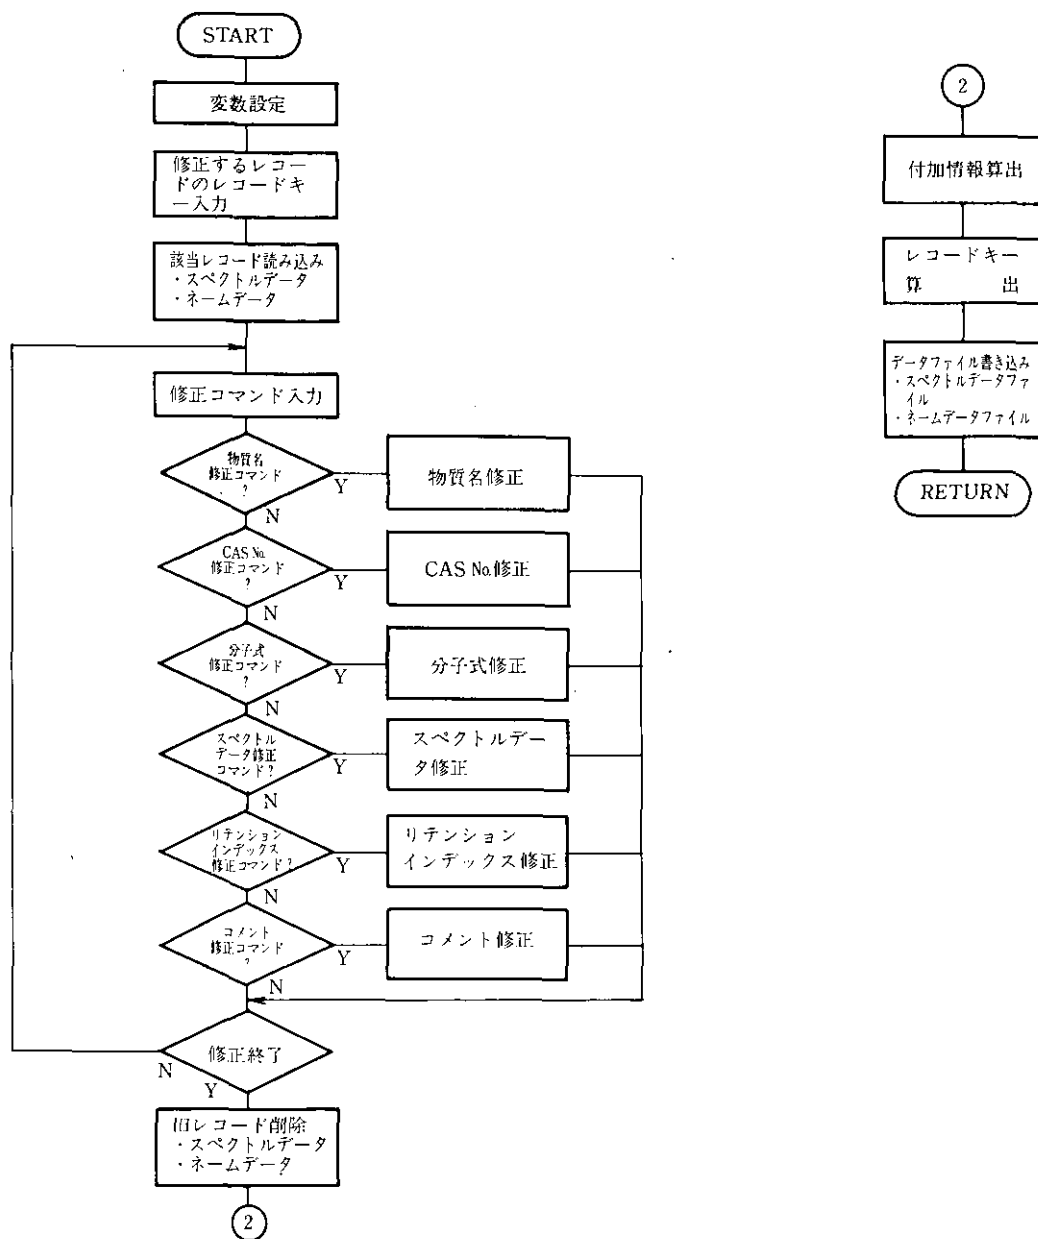 START
変数設定
修正するレコー
ドのレコードキ
ー入力
該当レコード読み込み
・スペクトルデータ
・ネームデータ
修正コマンド入力
物質名
修正コマンド
?
Y
N
物質名修正
CAS No.
修正コマンド
?
Y
N
CAS No.修正
分子式
修正コマンド
?
Y
N
分子式修正
スペクトル
データ修正
コマンド?
Y
N
スペクトルデー
タ修正
リテンション
インデックス
修正コマンド?
Y
N
リテンション
インデックス修正
コメント
修正コマンド
?
Y
N
コメント修正
修正終了
N
Y
旧レコード削除
・スペクトルデータ
・ネームデータ
2
2
付加情報算出
レコードキー
算 出
データファイル書き込み
・スペクトルデータファ
イル
・ネームデータファイル
RETURN